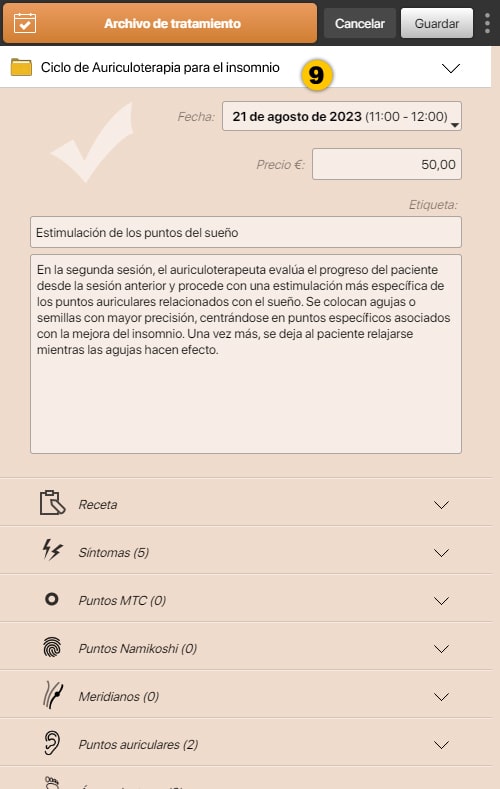 Archivo de tratamiento
Cancelar
Guardar
Ciclo de Auriculoterapia para el insomnio
9
Fecha: 21 de agosto de 2023 (11:00 - 12:00)
Precio €: 50,00
Etiqueta:
Estimulación de los puntos del sueño
En la segunda sesión, el auriculoterapeuta evalúa el progreso del paciente
desde la sesión anterior y procede con una estimulación más específica de
los puntos auriculares relacionados con el sueño. Se colocan agujas o
semillas con mayor precisión, centrándose en puntos específicos asociados
con la mejora del insomnio. Una vez más, se deja al paciente relajarse
mientras las agujas hacen efecto.
Receta
Síntomas (5)
Puntos MTC (0)
Puntos Namikoshi (0)
Meridianos (0)
Puntos auriculares (2)